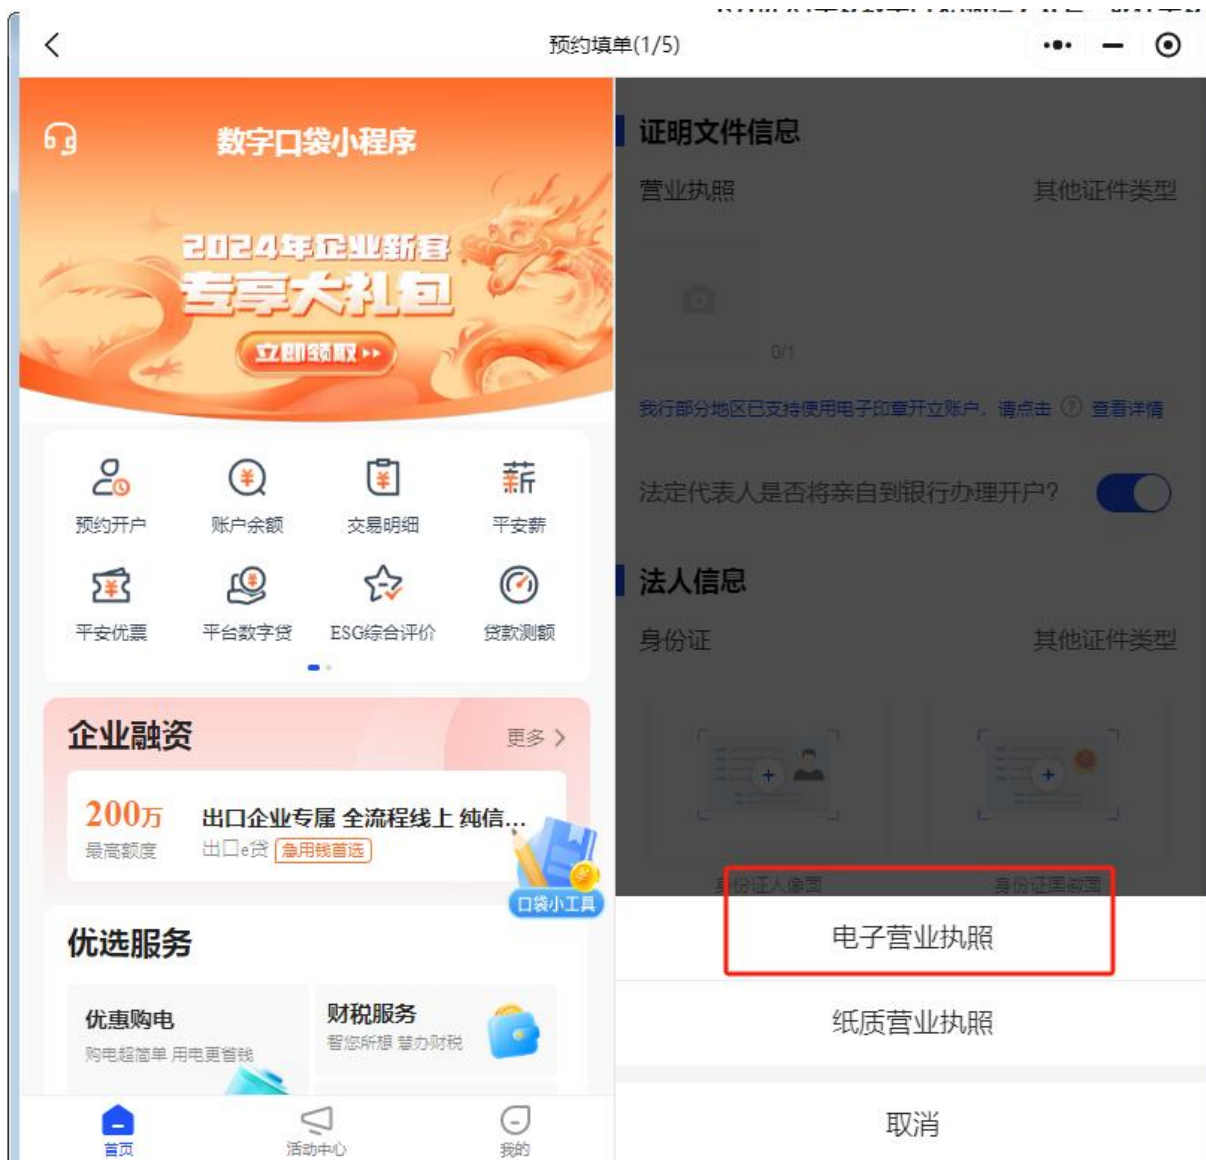 预约填单(1/5)
数字口袋小程序
2024年企业新客
专享大礼包
立即领取
预约开户
账户余额
交易明细
平安薪
平安优票
平台数字贷
ESG综合评价
贷款测额
企业融资
更多
200万
最高额度
出口企业专属 全流程线上 纯信...
出口e贷 急用钱首选
口袋小工具
优选服务
优惠购电
购电超简单 用电更省钱
财税服务
智您所想 慧办财税
首页
活动中心
我的
证明文件信息
营业执照
其他证件类型
0/1
我行部分地区已支持使用电子印章开立账户，请点击 ? 查看详情
法定代表人是否将亲自到银行办理开户?
法人信息
身份证
其他证件类型
身份证人像面
身份证国徽面
电子营业执照
纸质营业执照
取消